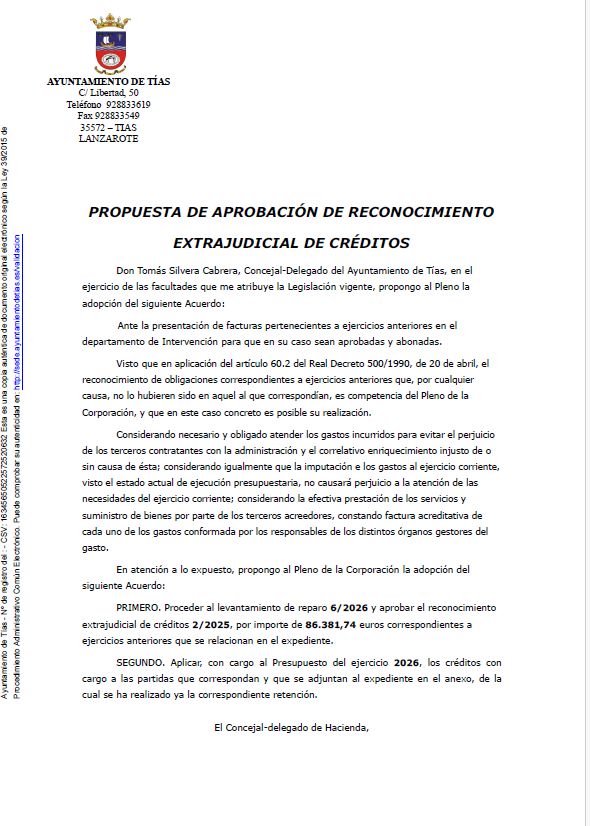 AYUNTAMIENTO DE TÍAS
C/ Libertad, 50
Teléfono 928833619
Fax 928833549
35572 – TIAS
LANZAROTE
PROPUESTA DE APROBACIÓN DE RECONOCIMIENTO
EXTRAJUDICIAL DE CRÉDITOS
Don Tomás Silvera Cabrera, Concejal-Delegado del Ayuntamiento de Tías, en el
ejercicio de las facultades que me atribuye la Legislación vigente, propongo al Pleno la
adopción del siguiente Acuerdo:
Ante la presentación de facturas pertenecientes a ejercicios anteriores en el
departamento de Intervención para que en su caso sean aprobadas y abonadas.
Visto que en aplicación del artículo 60.2 del Real Decreto 500/1990, de 20 de abril, el
reconocimiento de obligaciones correspondientes a ejercicios anteriores que, por cualquier
causa, no lo hubieren sido en aquel al que correspondían, es competencia del Pleno de la
Corporación, y que en este caso concreto es posible su realización.
Considerando necesario y obligado atender los gastos incurridos para evitar el perjuicio
de los terceros contratantes con la administración y el correlativo enriquecimiento injusto de o
sin causa de ésta; considerando igualmente que la imputación e los gastos al ejercicio corriente,
visto el estado actual de ejecución presupuestaria, no causará perjuicio a la atención de las
necesidades del ejercicio corriente; considerando la efectiva prestación de los servicios y
suministro de bienes por parte de los terceros acreedores, constando factura acreditativa de
cada uno de los gastos conformada por los responsables de los distintos órganos gestores del
gasto.
En atención a lo expuesto, propongo al Pleno de la Corporación la adopción del
siguiente Acuerdo:
PRIMERO. Proceder al levantamiento de reparo 6/2026 y aprobar el reconocimiento
extrajudicial de créditos 2/2025, por importe de 86.381,74 euros correspondientes a
ejercicios anteriores que se relacionan en el expediente.
SEGUNDO. Aplicar, con cargo al Presupuesto del ejercicio 2026, los créditos con
cargo a las partidas que correspondan y que se adjuntan al expediente en el anexo, de la
cual se ha realizado ya la correspondiente retención.
El Concejal-delegado de Hacienda,
Ayuntamiento de Tías - Nº de registro del : - CSV: 16345650522572520632 Esta es una copia auténtica de documento original electrónico según la Ley 39/2015 de
Procedimiento Administrativo Común Electrónico. Puede comprobar su autenticidad en: http://sede.ayuntamientodetias.es/validacion